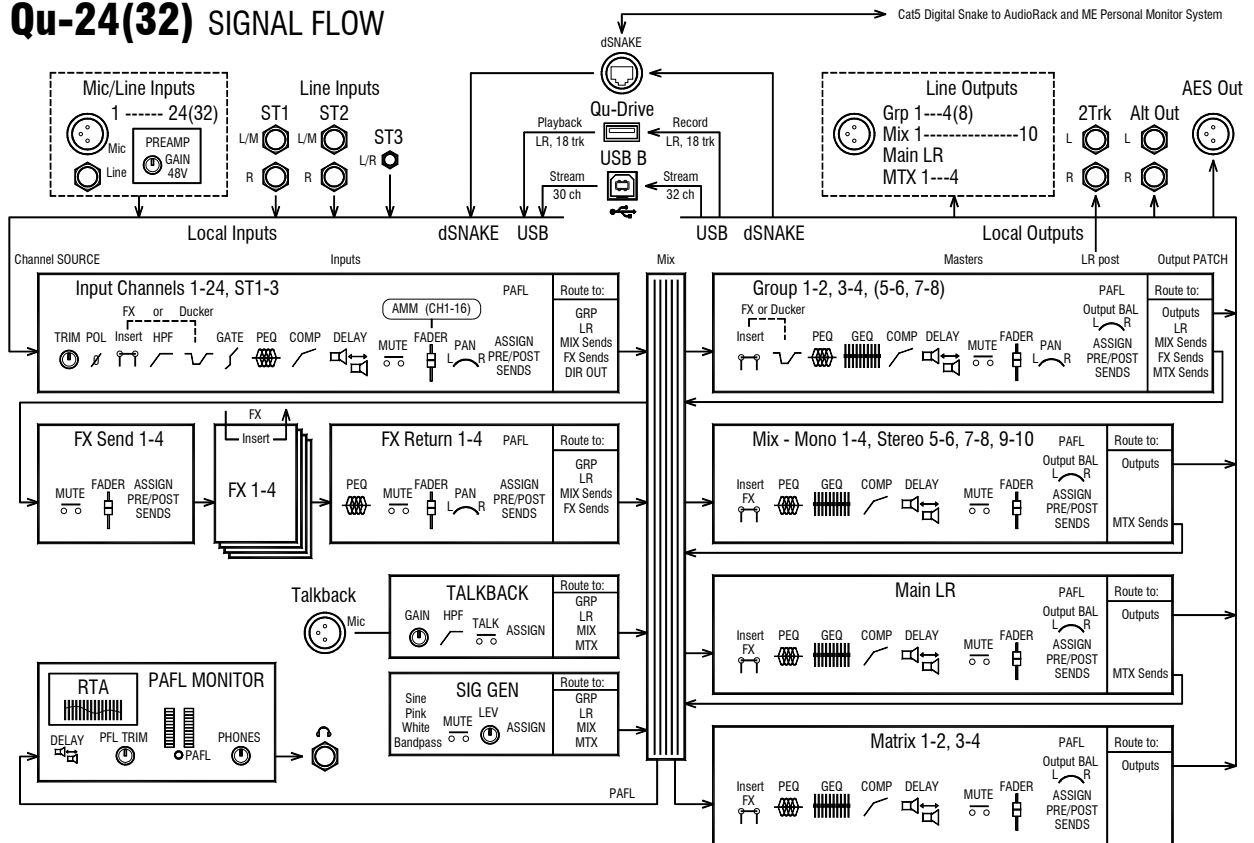 Qu-24(32) SIGNAL FLOW
Cat5 Digital Snake to AudioRack and ME Personal Monitor System
dSNAKE
Mic/Line Inputs
1 ------ 24(32)
Mic
Line
PREAMP
GAIN
48V
Line Inputs
ST1
ST2
ST3
L/M
L/M
L/R
R
R
Qu-Drive
Playback
LR, 18 trk
Record
LR, 18 trk
USB B
Stream
30 ch
Stream
32 ch
Line Outputs
Grp 1---4(8)
Mix 1---------------10
Main LR
MTX 1---4
2Trk
L
R
Alt Out
L
R
AES Out
Local Inputs
dSNAKE
USB
USB
dSNAKE
Local Outputs
Channel SOURCE
Inputs
Mix
Masters
LR post
Output PATCH
Input Channels 1-24, ST1-3
FX or Ducker
AMM (CH1-16)
PAFL
TRIM POL Insert HPF GATE PEQ COMP DELAY MUTE FADER PAN
L R
ASSIGN
PRE/POST
SENDS
Route to:
GRP
LR
MIX Sends
FX Sends
DIR OUT
Group 1-2, 3-4, (5-6, 7-8)
FX or Ducker
Insert PEQ GEQ COMP DELAY MUTE FADER PAN
L R
PAFL
Output BAL
L R
ASSIGN
PRE/POST
SENDS
Route to:
Outputs
LR
MIX Sends
FX Sends
MTX Sends
FX Send 1-4
MUTE FADER ASSIGN
PRE/POST
SENDS
FX
Insert
FX 1-4
FX Return 1-4
PAFL
PEQ MUTE FADER PAN
L R
ASSIGN
PRE/POST
SENDS
Route to:
GRP
LR
MIX Sends
FX Sends
Mix - Mono 1-4, Stereo 5-6, 7-8, 9-10
Insert
FX
PEQ GEQ COMP DELAY MUTE FADER
PAFL
Output BAL
L R
ASSIGN
PRE/POST
SENDS
Route to:
Outputs
MTX Sends
Talkback
Mic
TALKBACK
GAIN HPF TALK ASSIGN
Route to:
GRP
LR
MIX
MTX
Main LR
Insert
FX
PEQ GEQ COMP DELAY MUTE FADER
PAFL
Output BAL
L R
ASSIGN
PRE/POST
SENDS
Route to:
Outputs
MTX Sends
RTA
PAFL MONITOR
DELAY
PFL TRIM
PAFL
PHONES
SIG GEN
Sine
Pink
White
Bandpass
MUTE LEV ASSIGN
Route to:
GRP
LR
MIX
MTX
PAFL
Matrix 1-2, 3-4
Insert
FX
PEQ GEQ COMP DELAY MUTE FADER
PAFL
Output BAL
L R
ASSIGN
PRE/POST
SENDS
Route to:
Outputs